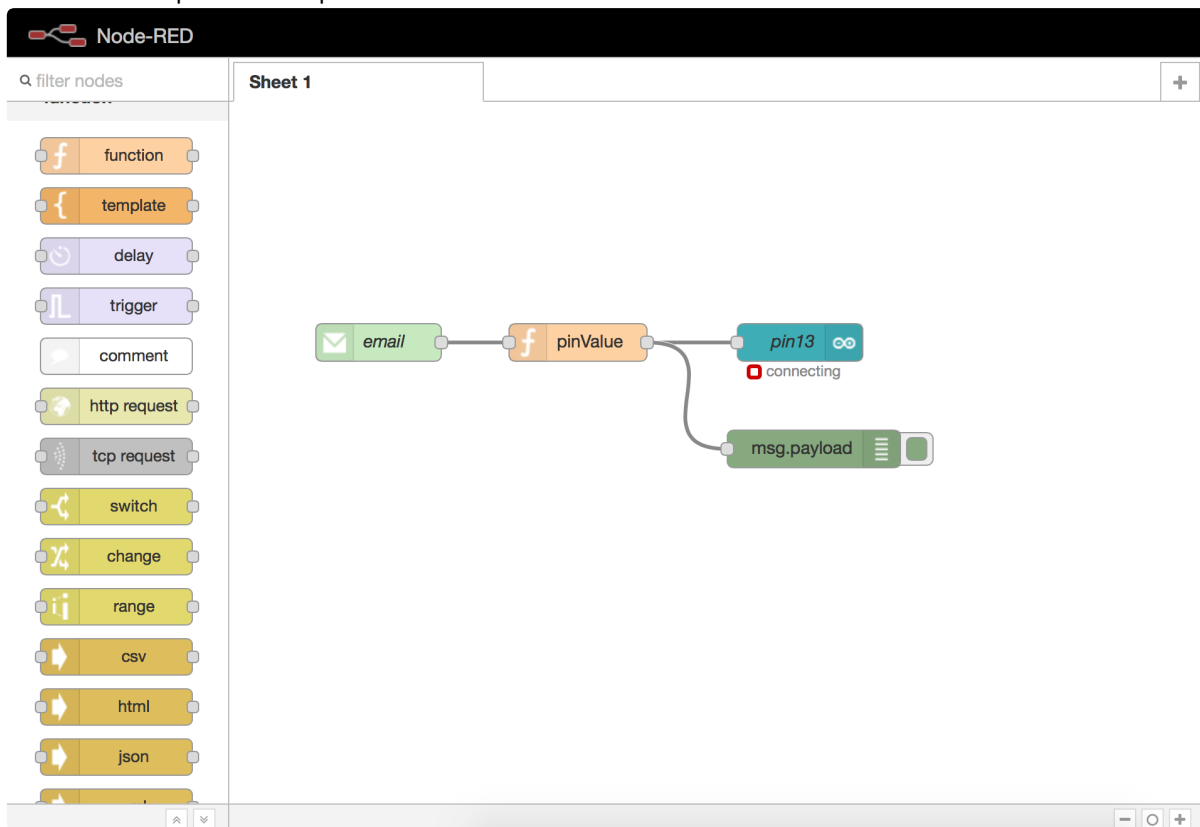 Node-RED
filter nodes
Sheet 1
function
function
template
delay
trigger
comment
http request
tcp request
switch
change
range
csv
html
json
email
pinValue
pin13
connecting
msg.payload